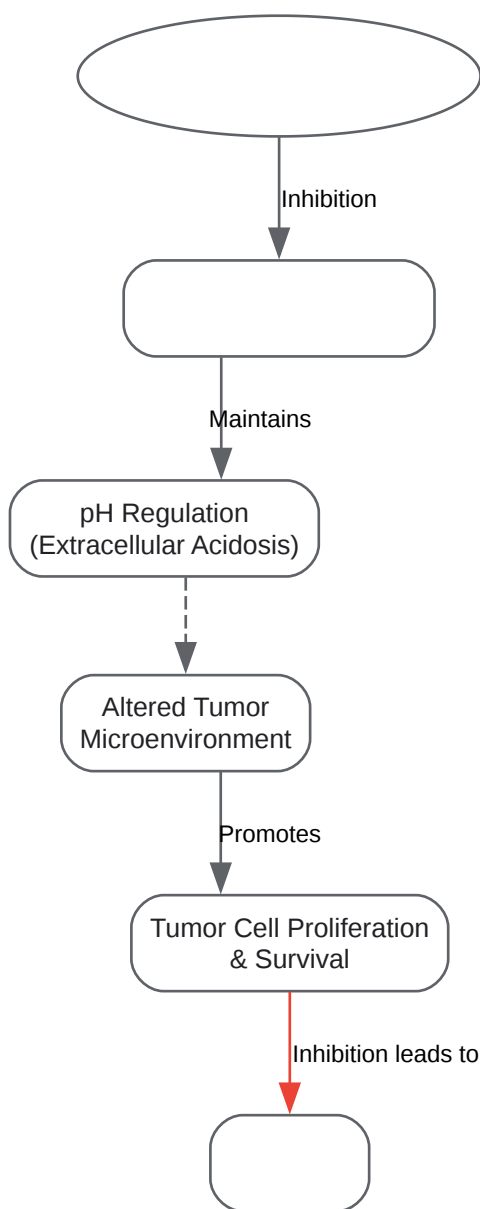 Inhibition
Maintains
pH Regulation
(Extracellular Acidosis)
Altered Tumor
Microenvironment
Promotes
Tumor Cell Proliferation
& Survival
Inhibition leads to